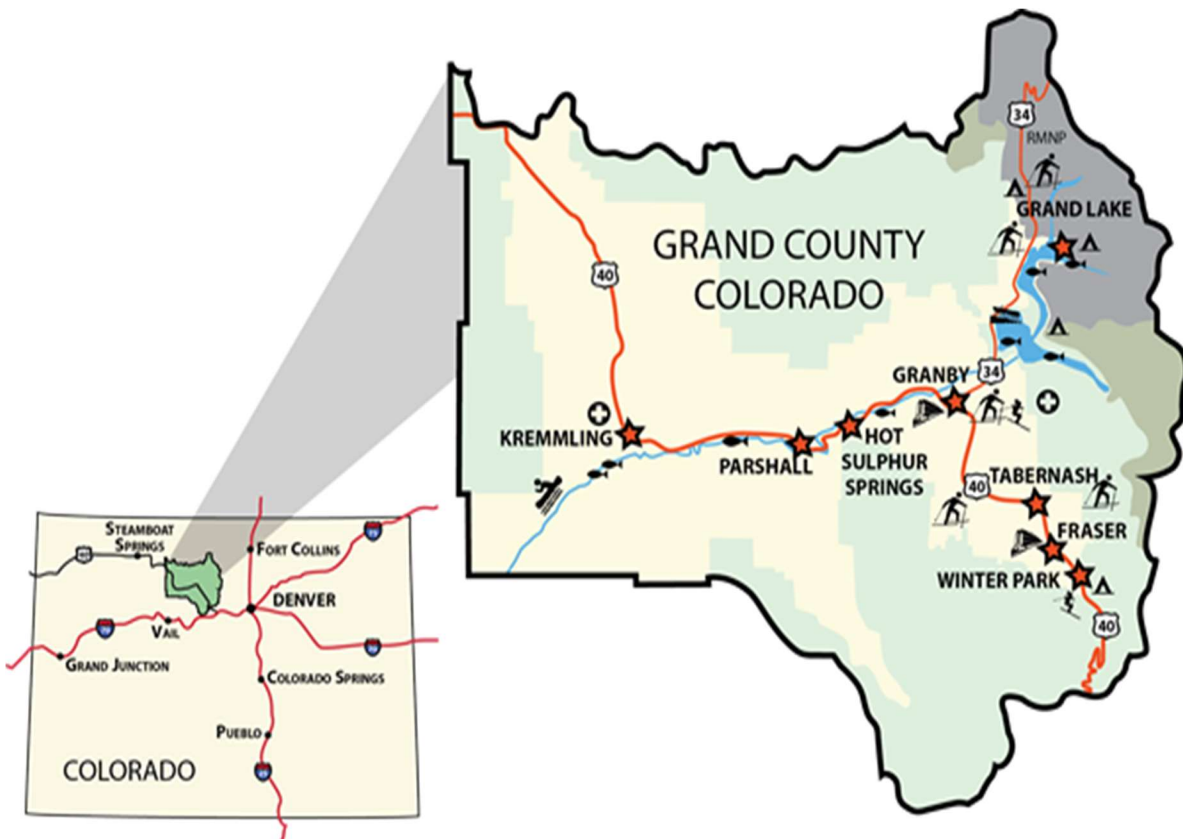 34
RMNP
GRAND LAKE
GRAND COUNTY
COLORADO
40
34
GRANBY
KREMMLING
PARSHALL
HOT
SULPHUR
SPRINGS
40
TABERNASH
FRASER
WINTER PARK
40
STEAMBOAT
SPRINGS
FORT COLLINS
DENVER
VAIL
GRAND JUNCTION
COLORADO SPRINGS
PUEBLO
COLORADO